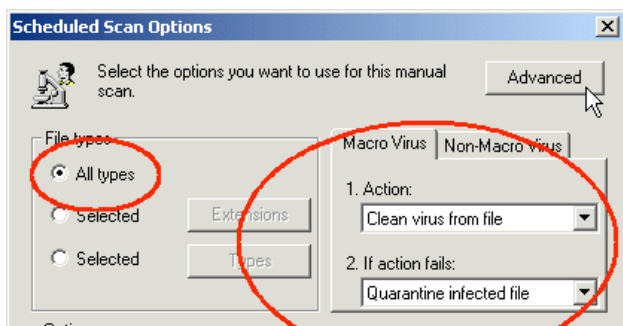 Scheduled Scan Options
Select the options you want to use for this manual
scan.
Advanced
File types
All types
Selected
Extensions
Selected
Types
Macro Virus
Non-Macro Virus
1. Action:
Clean virus from file
2. If action fails:
Quarantine infected file